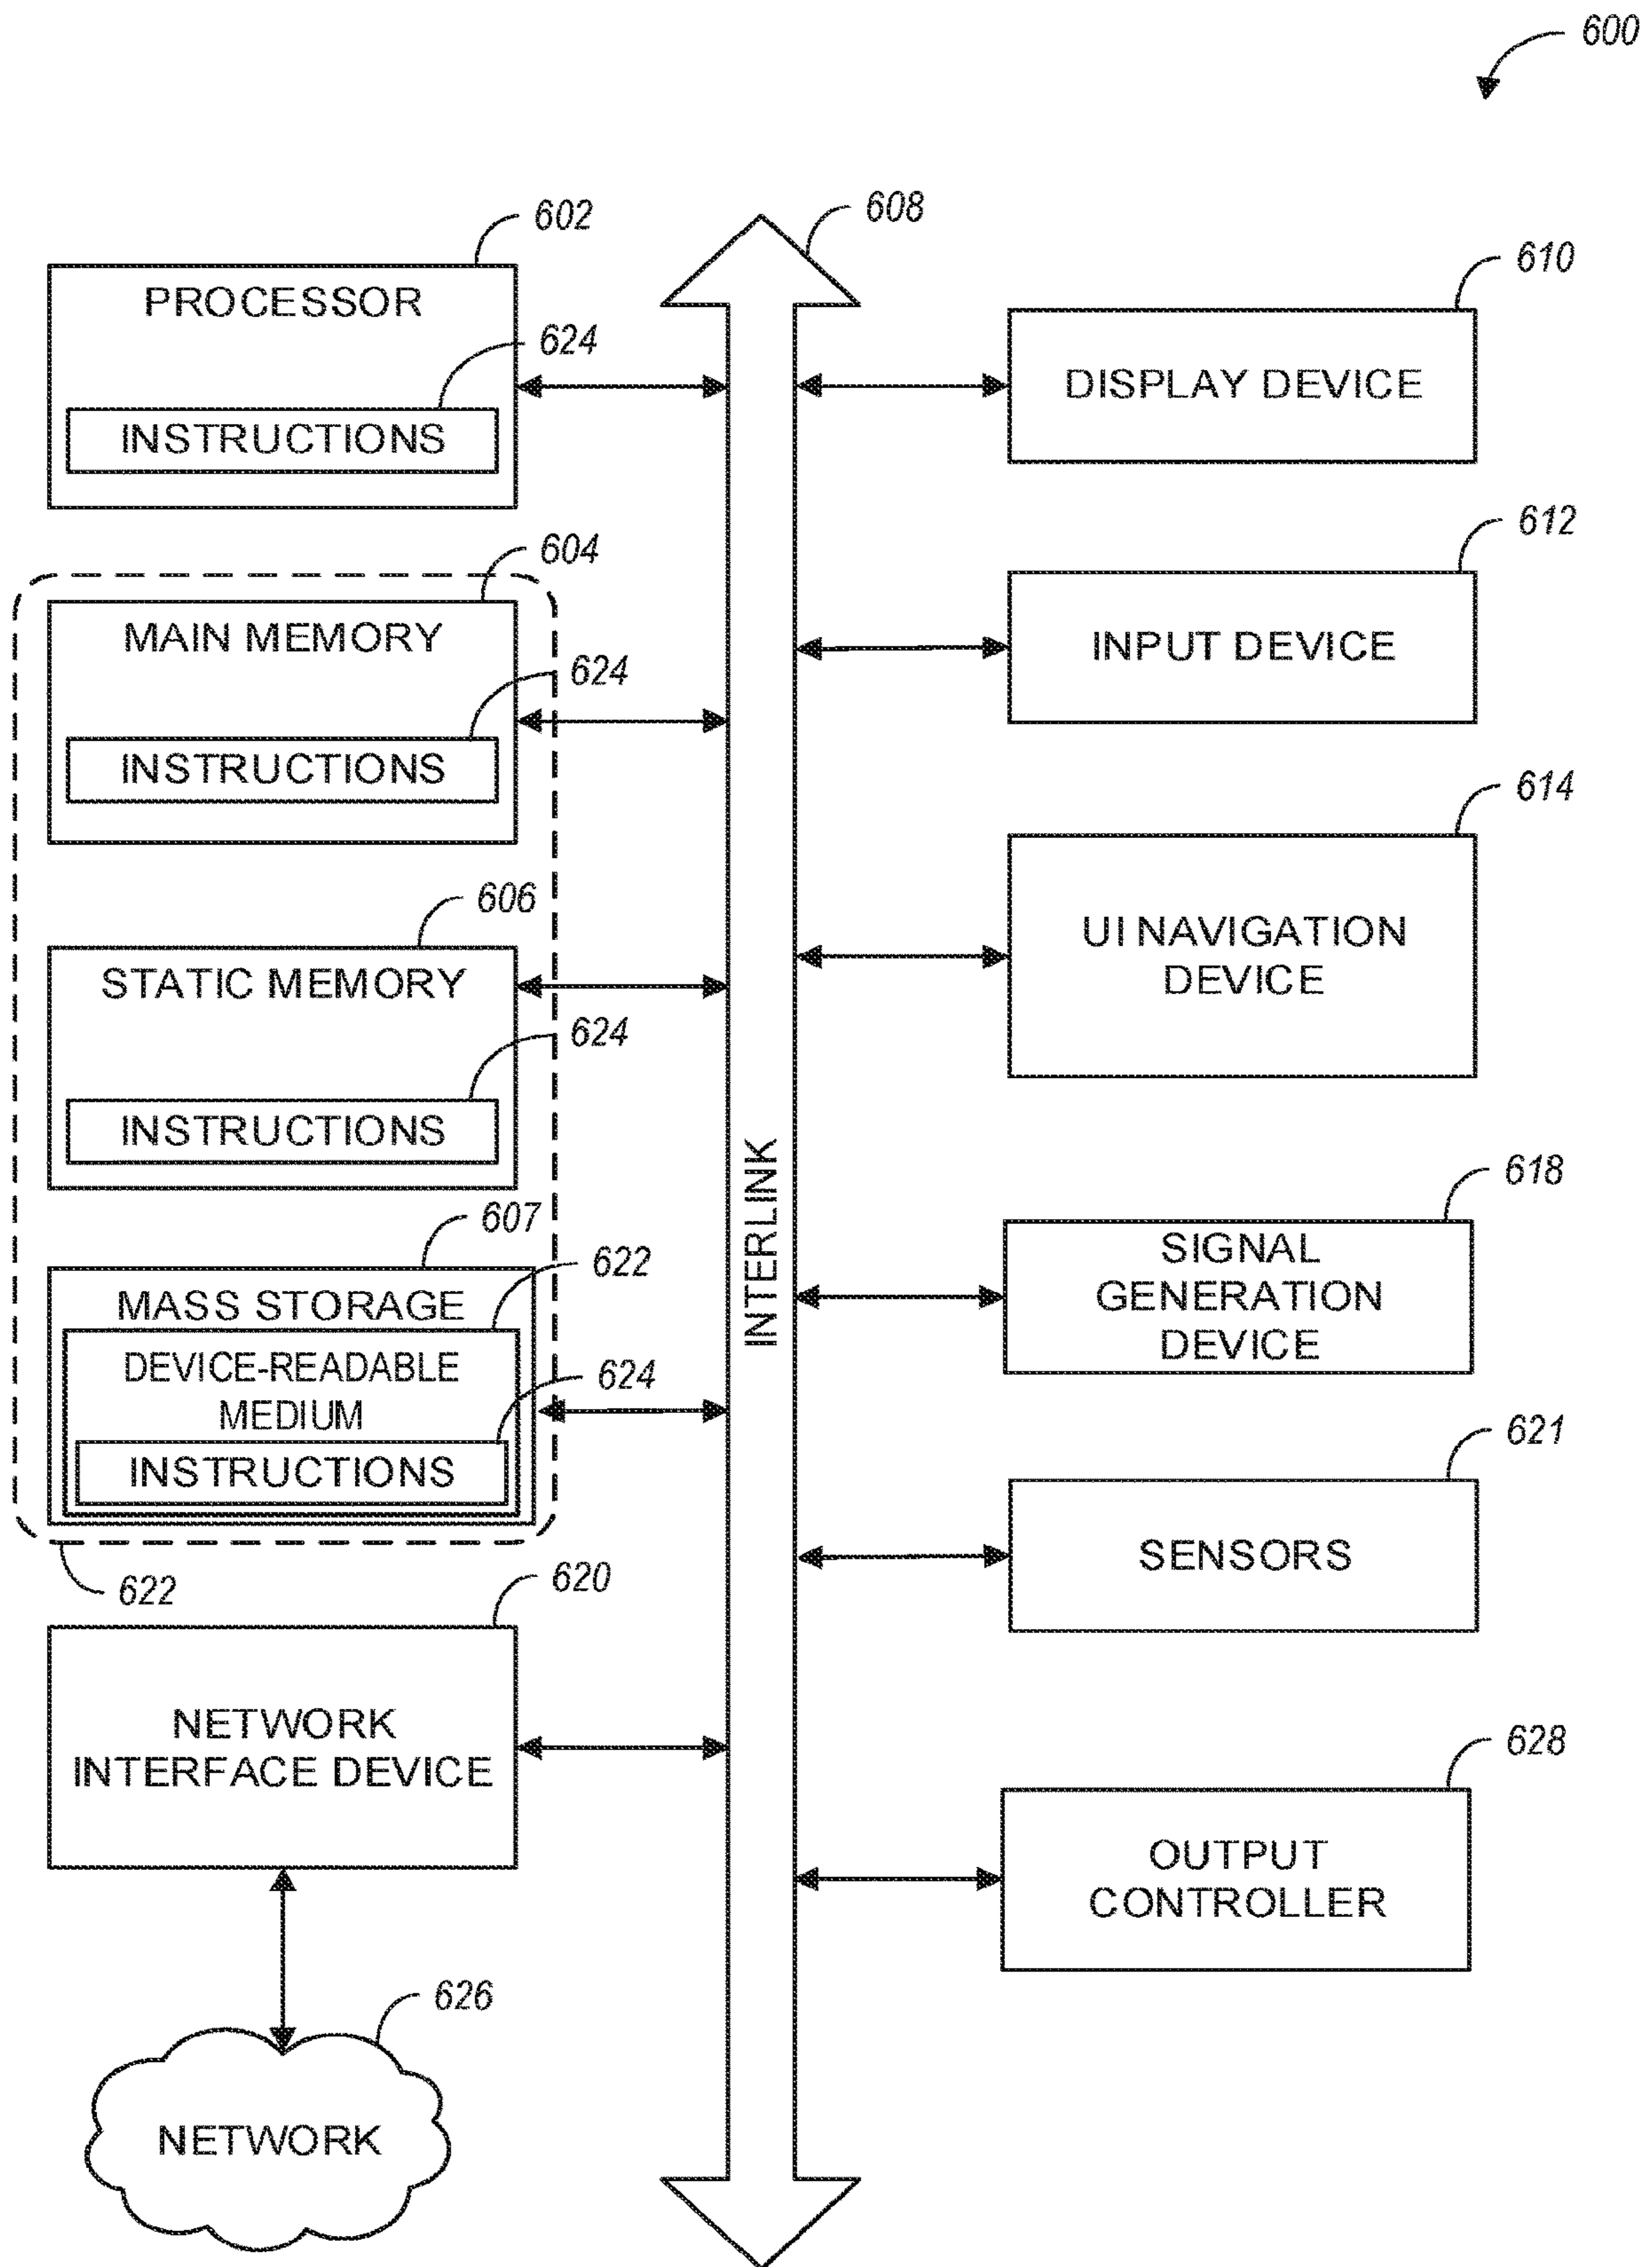 600
602
PROCESSOR
624
INSTRUCTIONS
604
MAIN MEMORY
624
INSTRUCTIONS
606
STATIC MEMORY
624
INSTRUCTIONS
607
MASS STORAGE
622
DEVICE-READABLE
MEDIUM
624
INSTRUCTIONS
622
620
NETWORK
INTERFACE DEVICE
626
NETWORK
608
INTERLINK
610
DISPLAY DEVICE
612
INPUT DEVICE
614
UI NAVIGATION
DEVICE
618
SIGNAL
GENERATION
DEVICE
621
SENSORS
628
OUTPUT
CONTROLLER